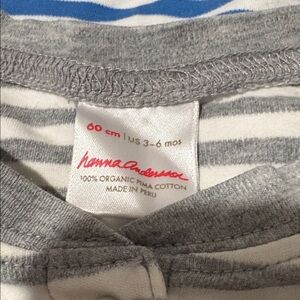 60 cm | US 3-6 mos
hanna andersson
100% ORGANIC PIMA COTTON
MADE IN PERU